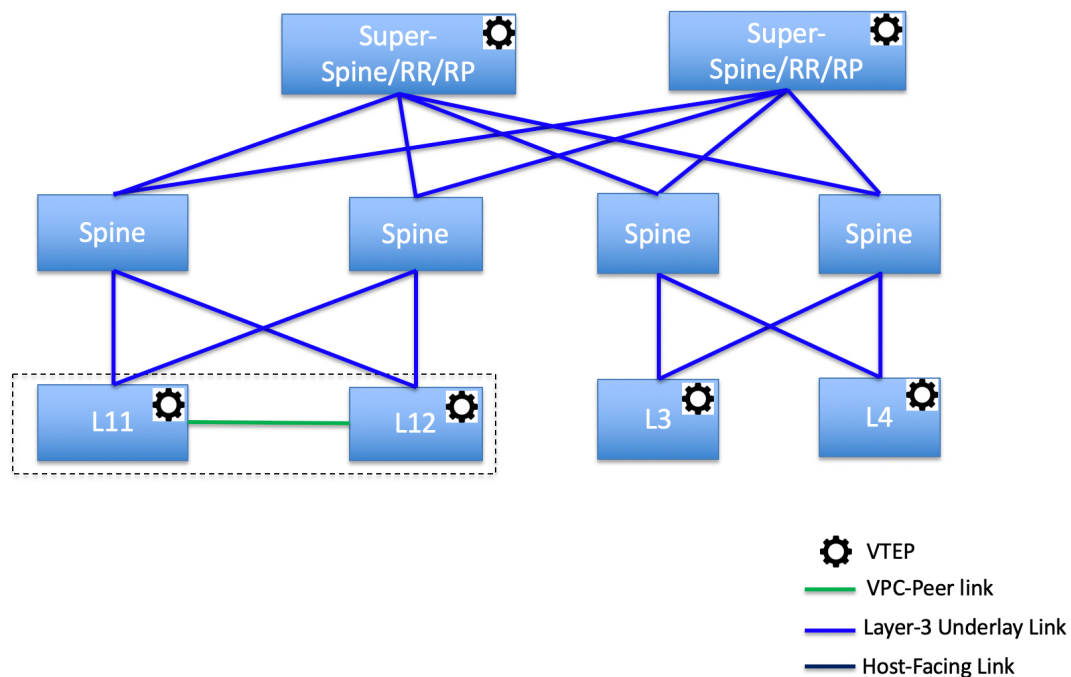 Super-
Spine/RR/RP
Super-
Spine/RR/RP
Spine
Spine
Spine
Spine
L11
L12
L3
L4
VTEP
VPC-Peer link
Layer-3 Underlay Link
Host-Facing Link